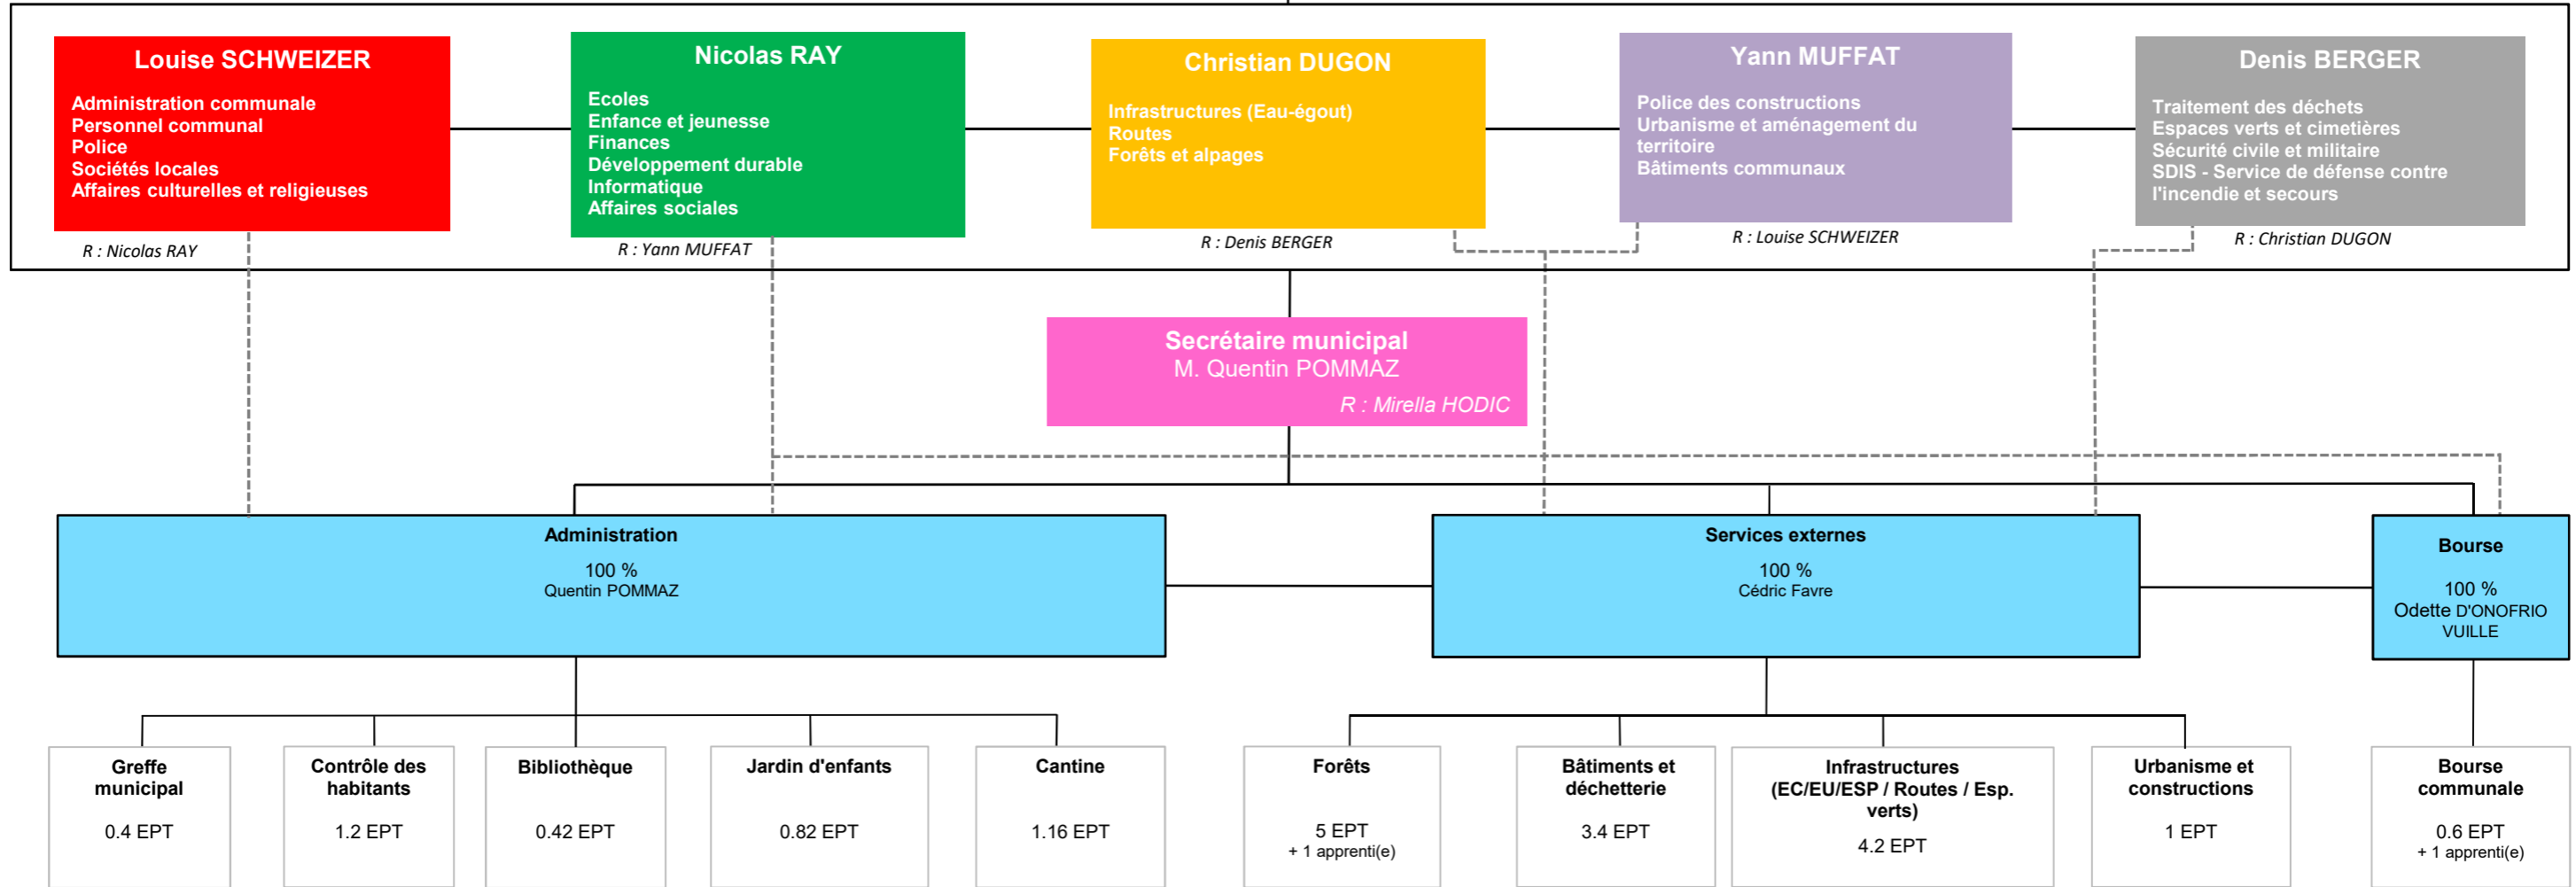 Louise SCHWEIZER
Administration communale
Personnel communal
Police
Sociétés locales
Affaires culturelles et religieuses
R : Nicolas RAY
Nicolas RAY
Ecoles
Enfance et jeunesse
Finances
Développement durable
Informatique
Affaires sociales
R : Yann MUFFAT
Christian DUGON
Infrastructures (Eau-égout)
Routes
Forêts et alpages
R : Denis BERGER
Yann MUFFAT
Police des constructions
Urbanisme et aménagement du
territoire
Bâtiments communaux
R : Louise SCHWEIZER
Denis BERGER
Traitement des déchets
Espaces verts et cimetières
Sécurité civile et militaire
SDIS - Service de défense contre
l'incendie et secours
R : Christian DUGON
Secrétaire municipal
M. Quentin POMMAZ
R : Mirella HODIC
Administration
100 %
Quentin POMMAZ
Services externes
100 %
Cédric Favre
Bourse
100 %
Odette D'ONOFRIO
VUILLE
Greffe
municipal
0.4 EPT
Contrôle des
habitants
1.2 EPT
Bibliothèque
0.42 EPT
Jardin d'enfants
0.82 EPT
Cantine
1.16 EPT
Forêts
5 EPT
+ 1 apprenti(e)
Bâtiments et
déchetterie
3.4 EPT
Infrastructures
(EC/EU/ESP / Routes / Esp.
verts)
4.2 EPT
Urbanisme et
constructions
1 EPT
Bourse
communale
0.6 EPT
+ 1 apprenti(e)